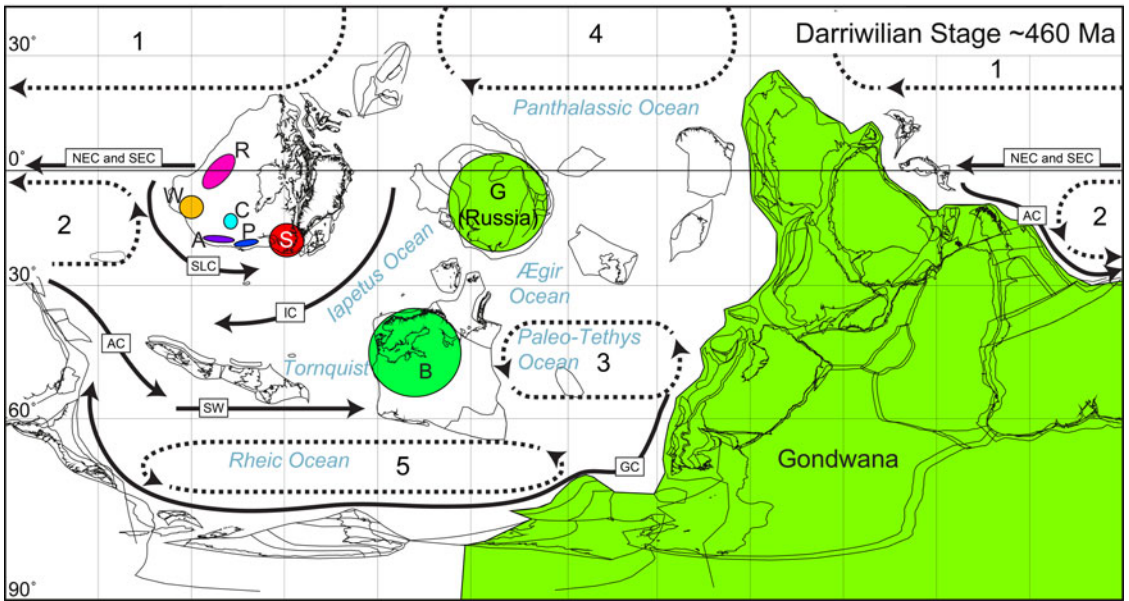 1
4
Darriwilian Stage ~460 Ma
30°
1
Panthalassic Ocean
0°
NEC and SEC
R
G
(Russia)
NEC and SEC
W
C
2
A
P
S
AC
2
SLC
30°
Iapetus Ocean
Ægir
Ocean
IC
AC
Tornquist
B
Paleo-Tethys
Ocean
3
SW
60°
Rheic Ocean
5
GC
Gondwana
90°